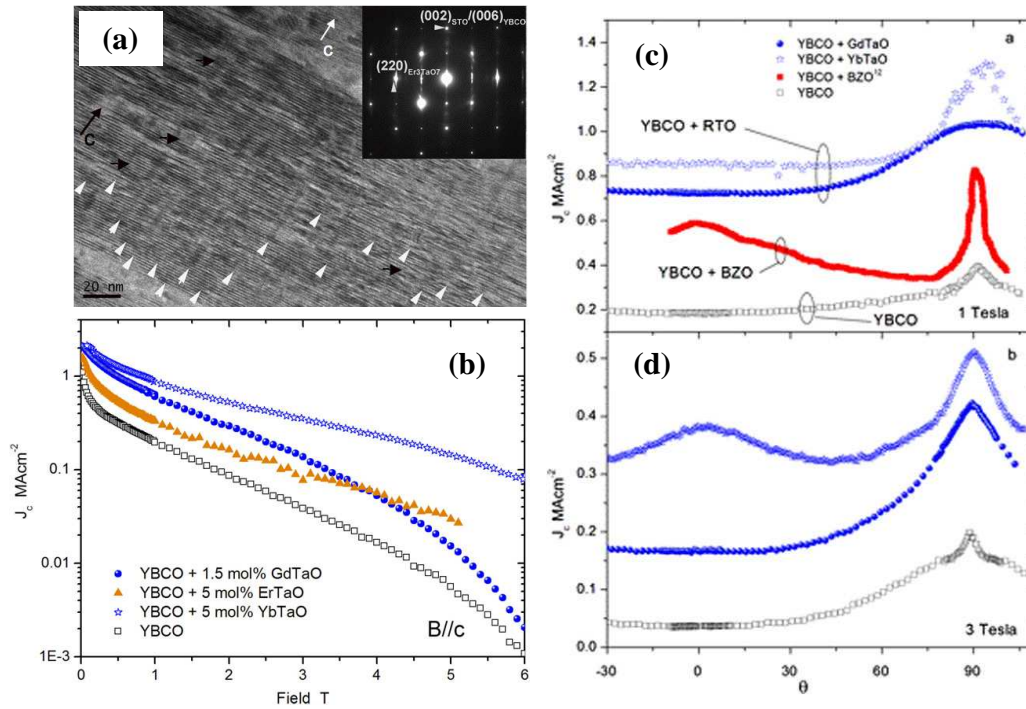 (a)
C
(002)STO/(006)YBCO
(220)Er3TaO7
C
20 nm
(b)
1
0.1
0.01
1E-3
Jc MAcm-2
YBCO + 1.5 mol% GdTaO
YBCO + 5 mol% ErTaO
YBCO + 5 mol% YbTaO
YBCO
B//c
0 1 2 3 4 5 6
Field T
(c)
a
YBCO + GdTaO
YBCO + YbTaO
YBCO + BZO12
YBCO
1.4
1.2
1.0
0.8
0.6
0.4
0.2
Jc MAcm-2
YBCO + RTO
YBCO + BZO
YBCO
1 Tesla
(d)
b
0.5
0.4
0.3
0.2
0.1
0.0
Jc MAcm-2
3 Tesla
-30 0 30 60 90
θ